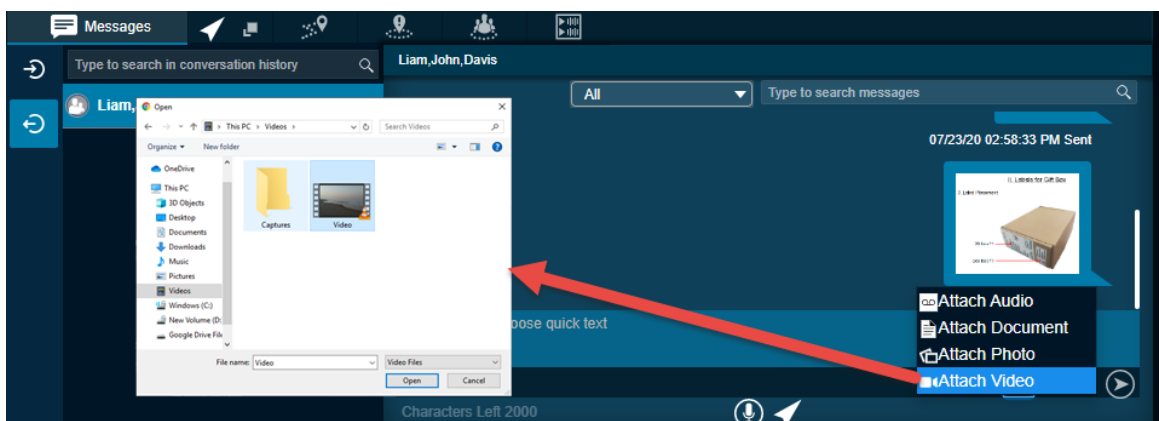 Messages
Type to search in conversation history
Liam,
Liam,John,Davis
All
Type to search messages
07/23/20 02:58:33 PM Sent
II. Labels for Gift Box
Open
This PC > Videos >
Search Videos
Organize
New folder
OneDrive
This PC
3D Objects
Desktop
Documents
Downloads
Music
Pictures
Videos
Windows (C:)
New Volume (D:
Google Drive File
Captures
Video
File name: Video
Video Files
Open
Cancel
oose quick text
Attach Audio
Attach Document
Attach Photo
Attach Video
Characters Left 2000